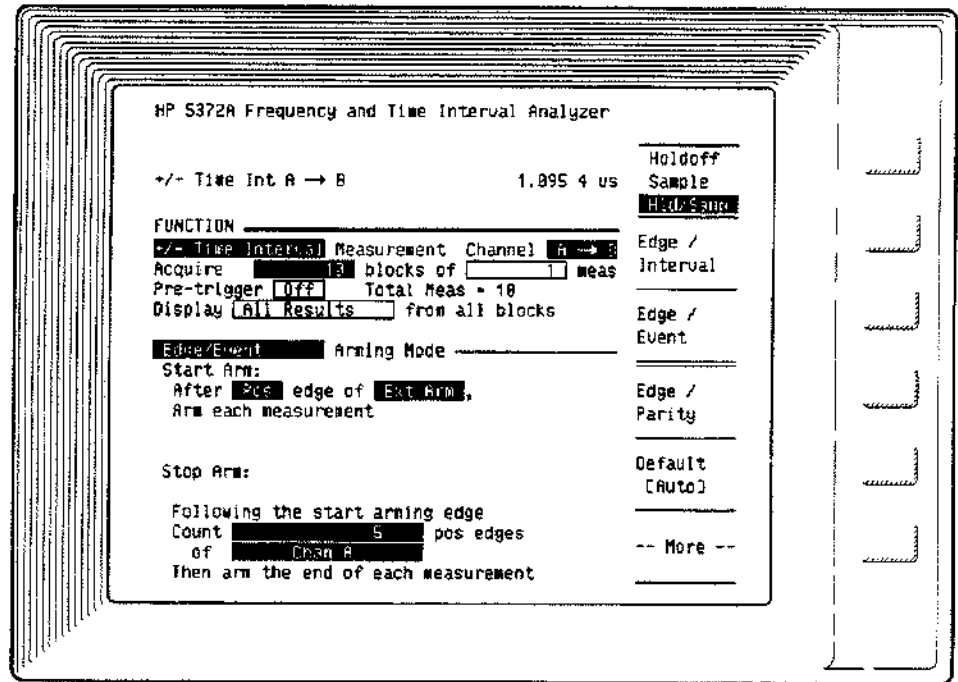 HP 5372A Frequency and Time Interval Analyzer
+/- Time Int A → B 1.095 4 us
FUNCTION
+/- Time Interval Measurement Channel A → B
Acquire 10 blocks of 1 meas
Pre-trigger Off Total Meas = 10
Display All Results from all blocks
Edge/Event Arming Mode
Start Arm:
After Pos edge of Ext Arm,
Arm each measurement
Stop Arm:
Following the start arming edge
Count 5 pos edges
of Chan A
Then arm the end of each measurement
Holdoff
Sample
Hld/Samp
Edge /
Interval
Edge /
Event
Edge /
Parity
Default
[Auto]
-- More --